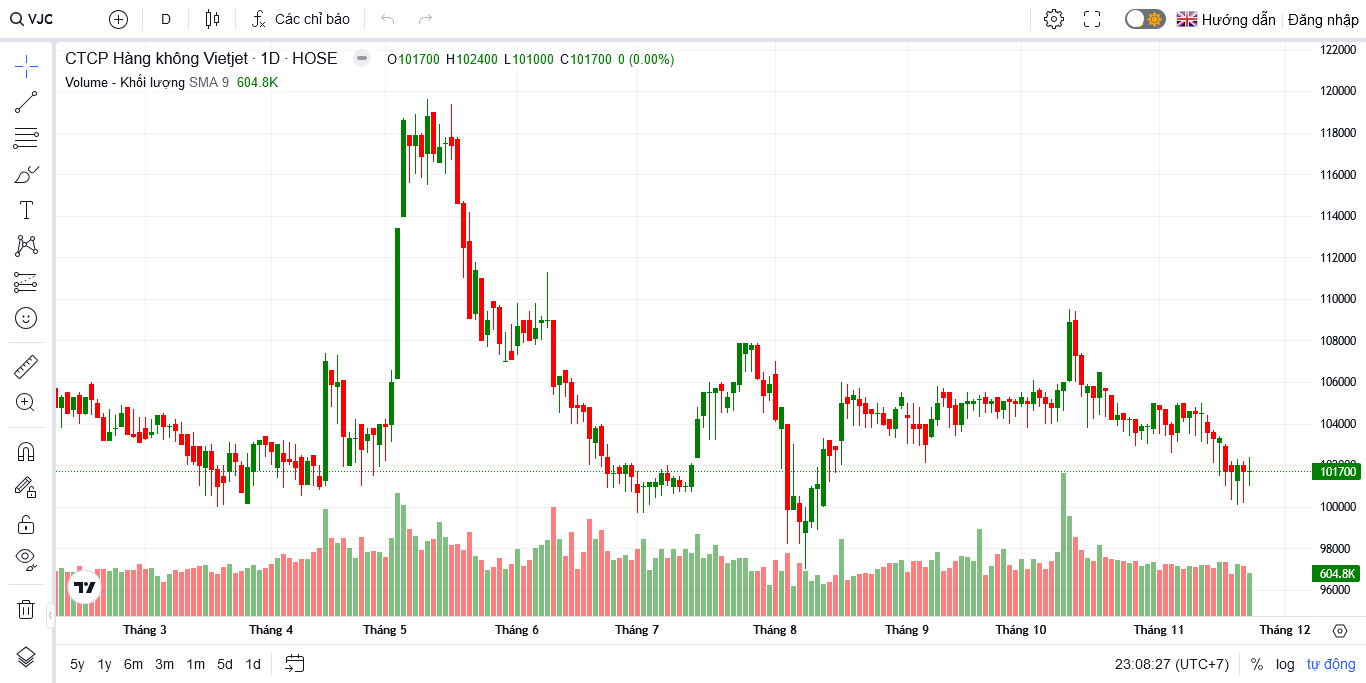 VJC D Các chỉ báo Hướng dẫn Đăng nhập
CTCP Hàng không Vietjet · 1D · HOSE O101700 H102400 L101000 C101700 0 (0.00%)
Volume - Khối lượng SMA 9 604.8K
122000
120000
118000
116000
114000
112000
110000
108000
106000
104000
102000
101700
100000
98000
604.8K
96000
Tháng 3 Tháng 4 Tháng 5 Tháng 6 Tháng 7 Tháng 8 Tháng 9 Tháng 10 Tháng 11 Tháng 12
5y 1y 6m 3m 1m 5d 1d 23:08:27 (UTC+7) % log tự động